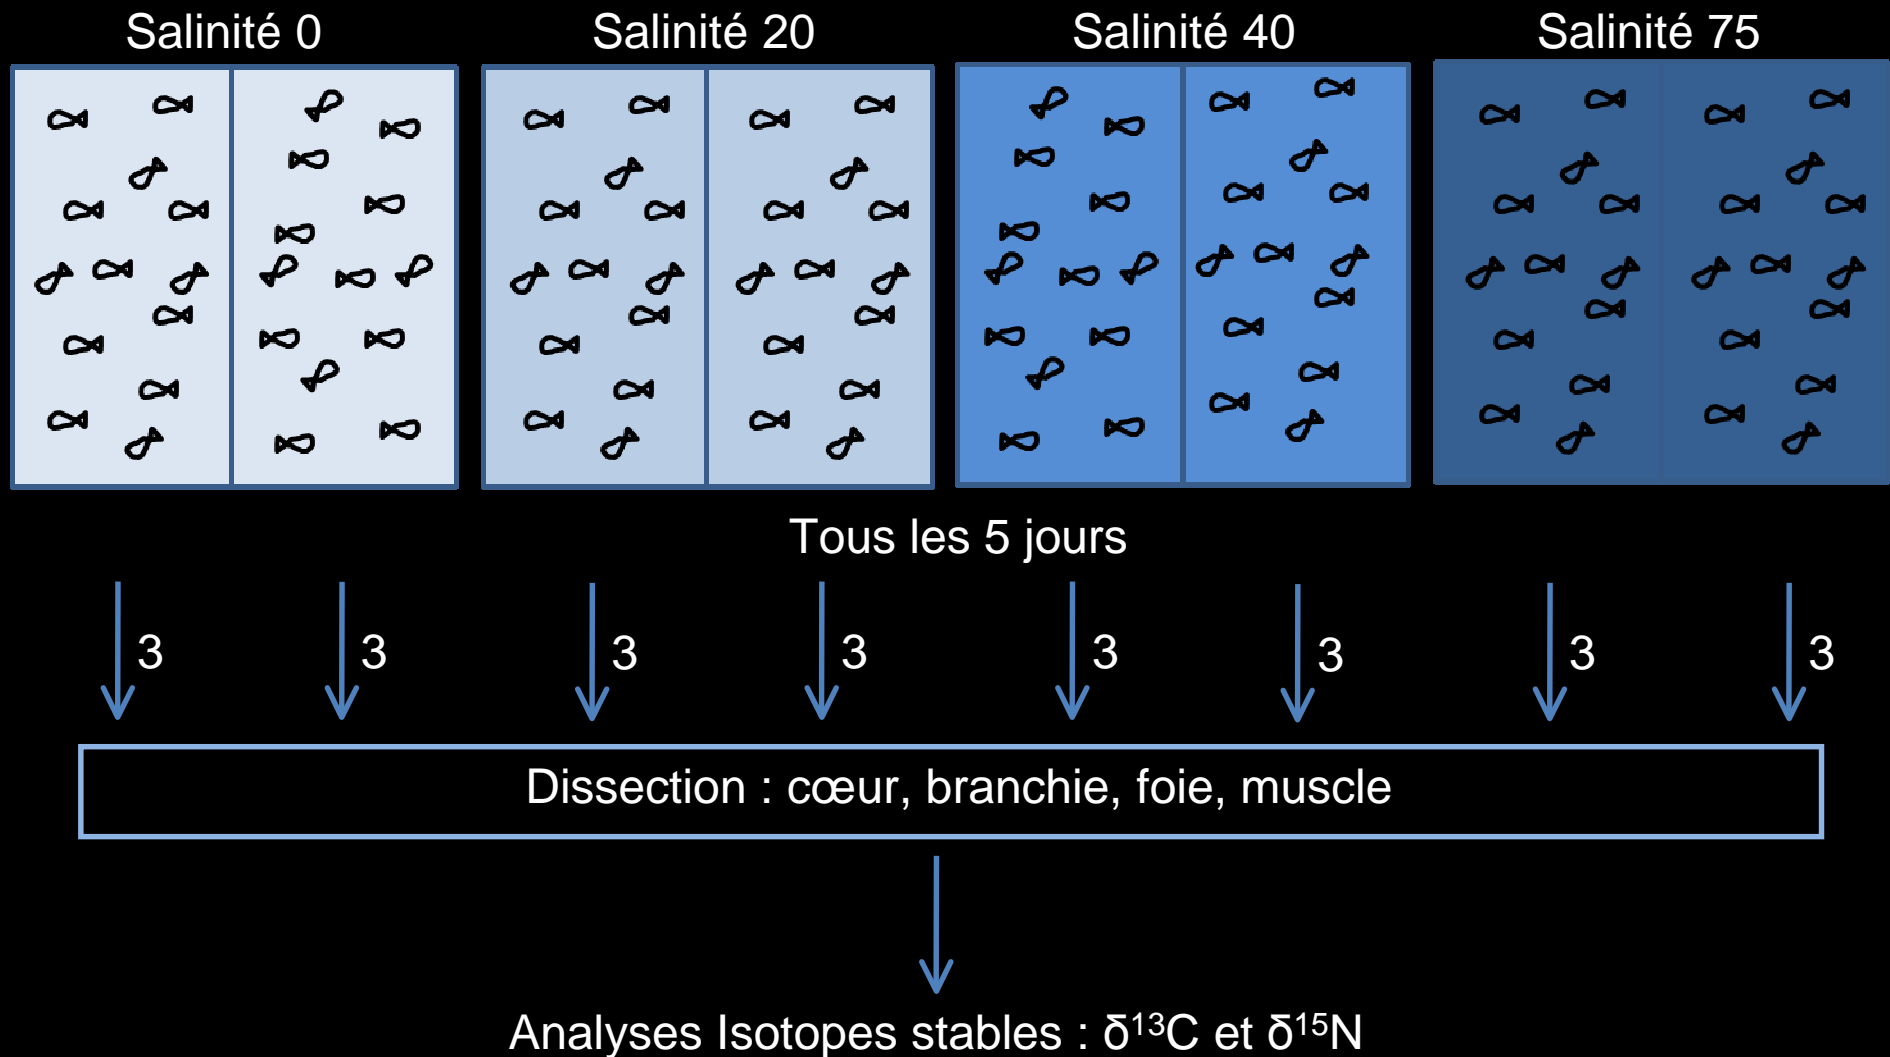 Salinité 0 Salinité 20 Salinité 40 Salinité 75
Tous les 5 jours
3 3 3 3 3 3 3 3
Dissection : cœur, branchie, foie, muscle
Analyses Isotopes stables : δ¹³C et δ¹⁵N